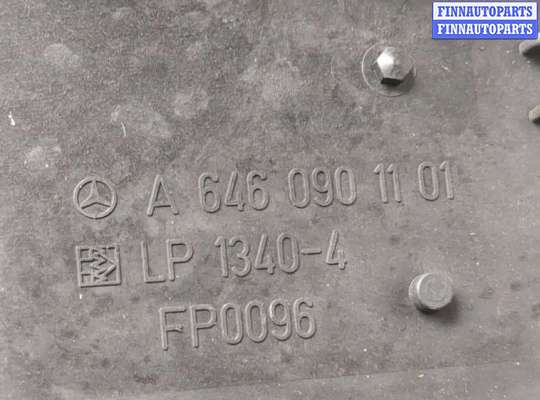 FINNAUTOPARTS
FINNAUTOPARTS
A 646 090 11 01
LP 1340-4
FP0096